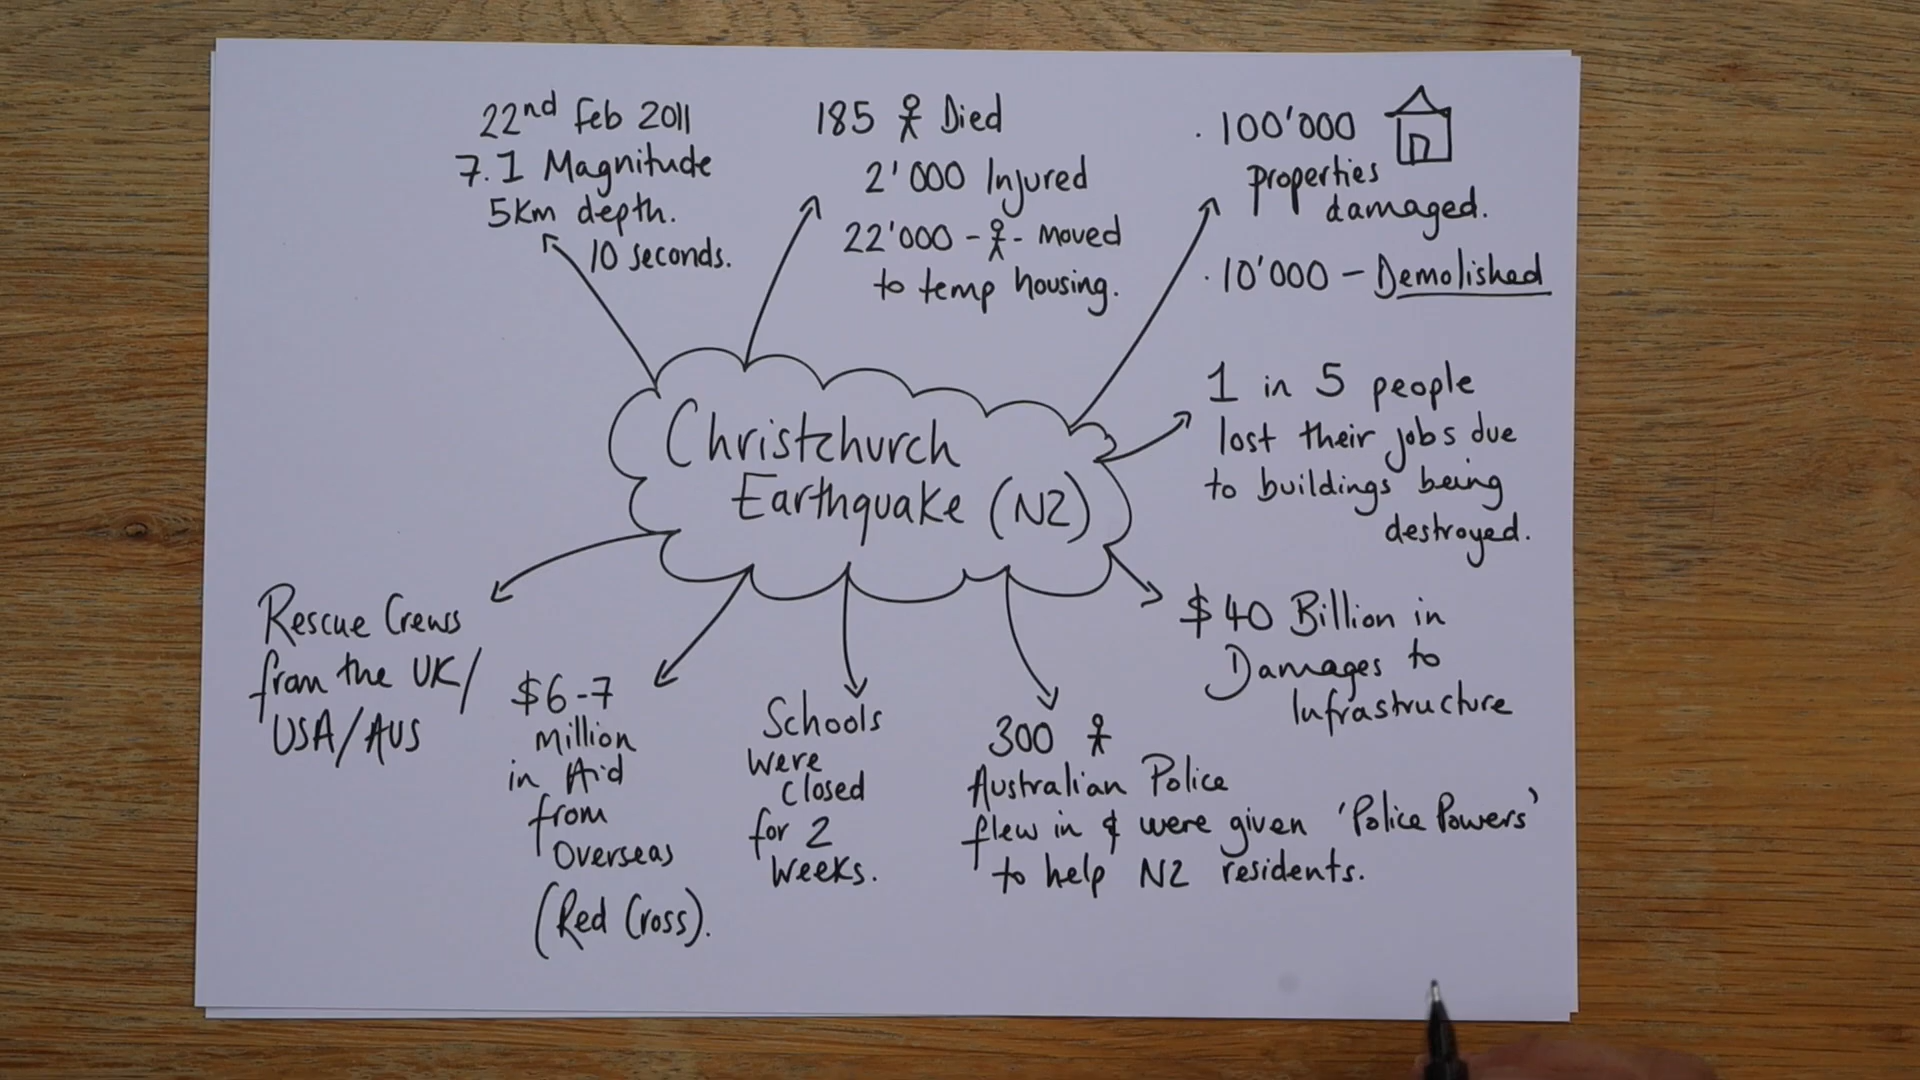 22nd Feb 2011
7.1 Magnitude
5km depth.
10 seconds.
185 Died
2'000 Injured
22'000 - - moved
to temp housing.
. 100'000
properties
damaged.
. 10'000 - Demolished
1 in 5 people
lost their jobs due
to buildings being
destroyed.
Christchurch
Earthquake (NZ)
$40 Billion in
Damages to
Infrastructure
Rescue Crews
from the UK/
USA/AUS
$6-7
million
in Aid
from
Overseas
(Red Cross).
Schools
were
closed
for 2
weeks.
300
Australian Police
flew in & were given 'Police Powers'
to help NZ residents.